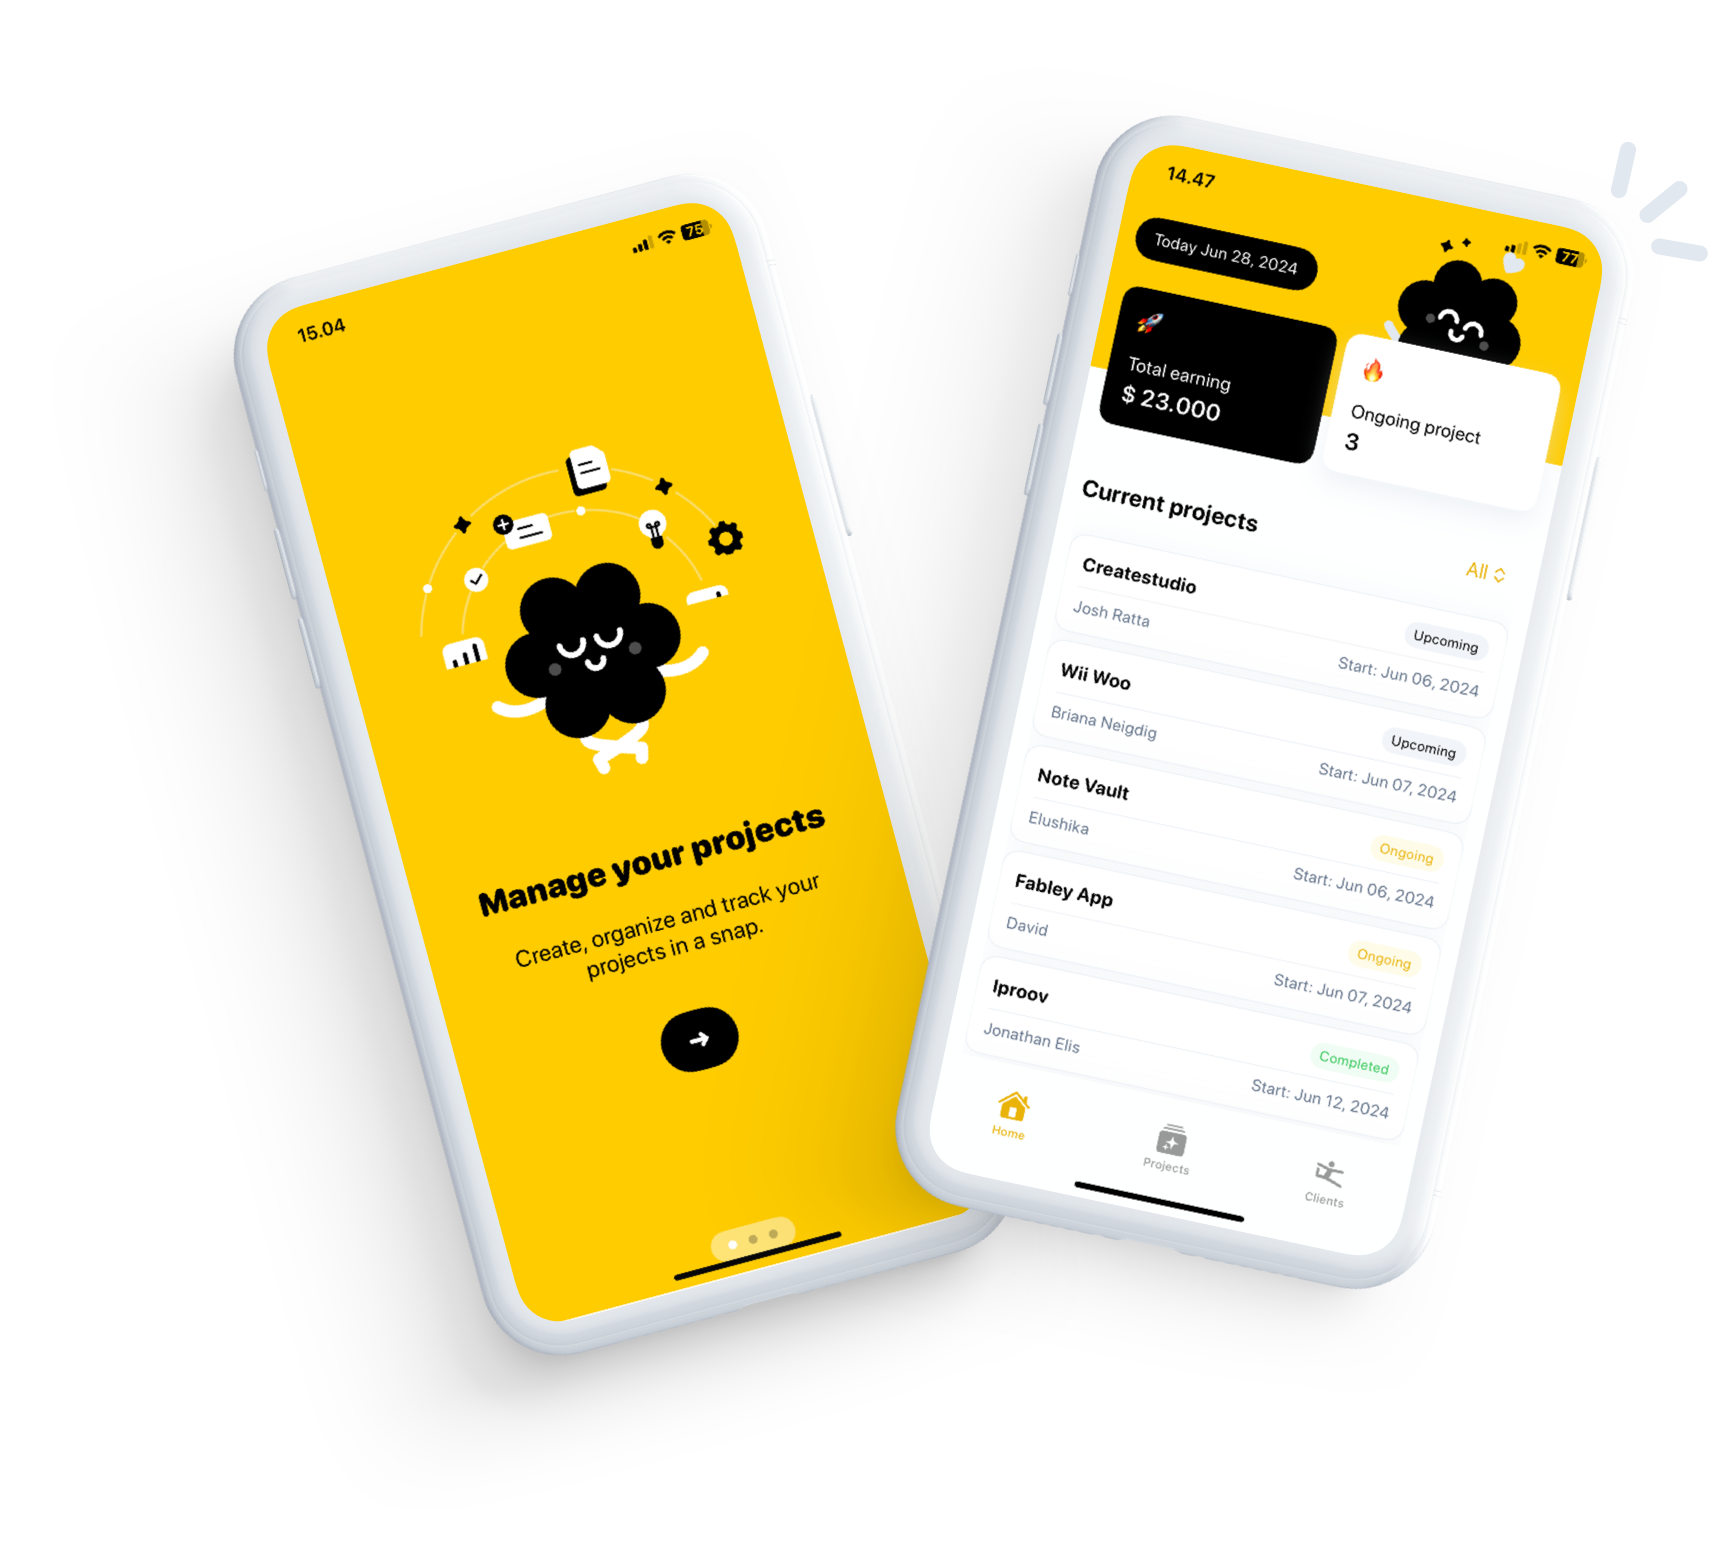 15.04
75
Manage your projects
Create, organize and track your
projects in a snap.
14.47
77
Today Jun 28, 2024
Total earning
$ 23.000
Ongoing project
3
Current projects
All
Createstudio
Upcoming
Josh Ratta
Start: Jun 06, 2024
Wii Woo
Upcoming
Briana Neigdig
Start: Jun 07, 2024
Note Vault
Ongoing
Elushika
Start: Jun 06, 2024
Fabley App
Ongoing
David
Start: Jun 07, 2024
Iproov
Completed
Jonathan Elis
Start: Jun 12, 2024
Home
Projects
Clients